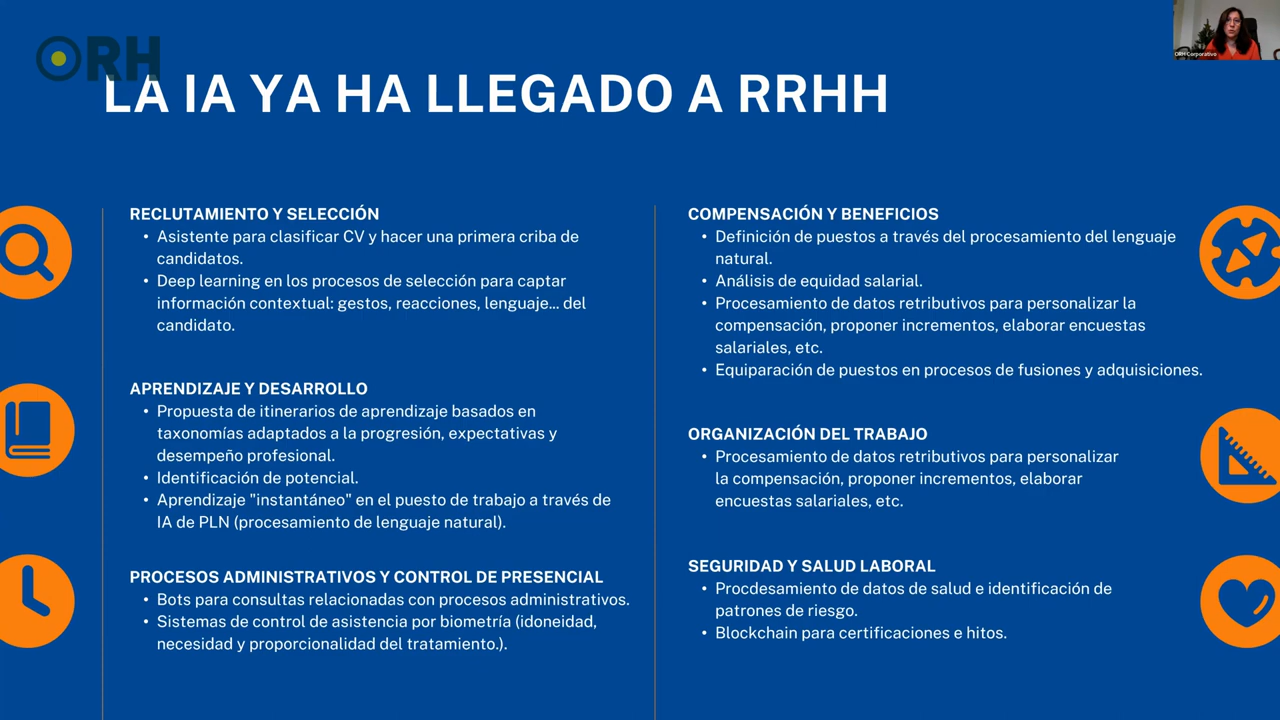 ORH
LA IA YA HA LLEGADO A RRHH
ORH Corporativo
RECLUTAMIENTO Y SELECCIÓN
• Asistente para clasificar CV y hacer una primera criba de
candidatos.
• Deep learning en los procesos de selección para captar
información contextual: gestos, reacciones, lenguaje... del
candidato.
APRENDIZAJE Y DESARROLLO
• Propuesta de itinerarios de aprendizaje basados en
taxonomías adaptados a la progresión, expectativas y
desempeño profesional.
• Identificación de potencial.
• Aprendizaje "instantáneo" en el puesto de trabajo a través de
IA de PLN (procesamiento de lenguaje natural).
PROCESOS ADMINISTRATIVOS Y CONTROL DE PRESENCIAL
• Bots para consultas relacionadas con procesos administrativos.
• Sistemas de control de asistencia por biometría (idoneidad,
necesidad y proporcionalidad del tratamiento.).
COMPENSACIÓN Y BENEFICIOS
• Definición de puestos a través del procesamiento del lenguaje
natural.
• Análisis de equidad salarial.
• Procesamiento de datos retributivos para personalizar la
compensación, proponer incrementos, elaborar encuestas
salariales, etc.
• Equiparación de puestos en procesos de fusiones y adquisiciones.
ORGANIZACIÓN DEL TRABAJO
• Procesamiento de datos retributivos para personalizar
la compensación, proponer incrementos, elaborar
encuestas salariales, etc.
SEGURIDAD Y SALUD LABORAL
• Procdesamiento de datos de salud e identificación de
patrones de riesgo.
• Blockchain para certificaciones e hitos.